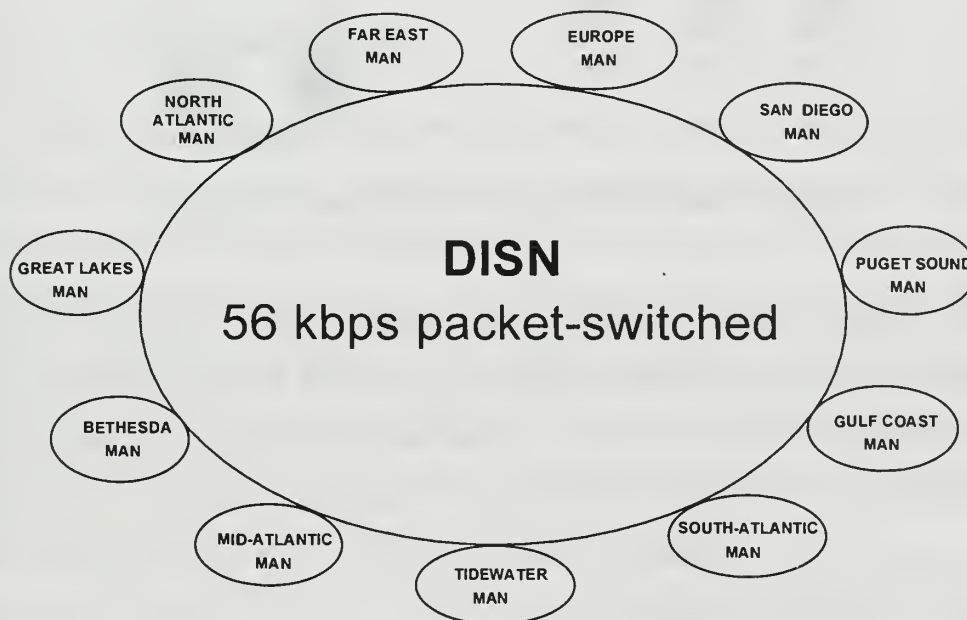 FAR EAST
MAN
EUROPE
MAN
NORTH
ATLANTIC
MAN
SAN DIEGO
MAN
GREAT LAKES
MAN
DISN
56 kbps packet-switched
PUGET SOUND
MAN
BETHESDA
MAN
GULF COAST
MAN
MID-ATLANTIC
MAN
SOUTH-ATLANTIC
MAN
TIDEWATER
MAN